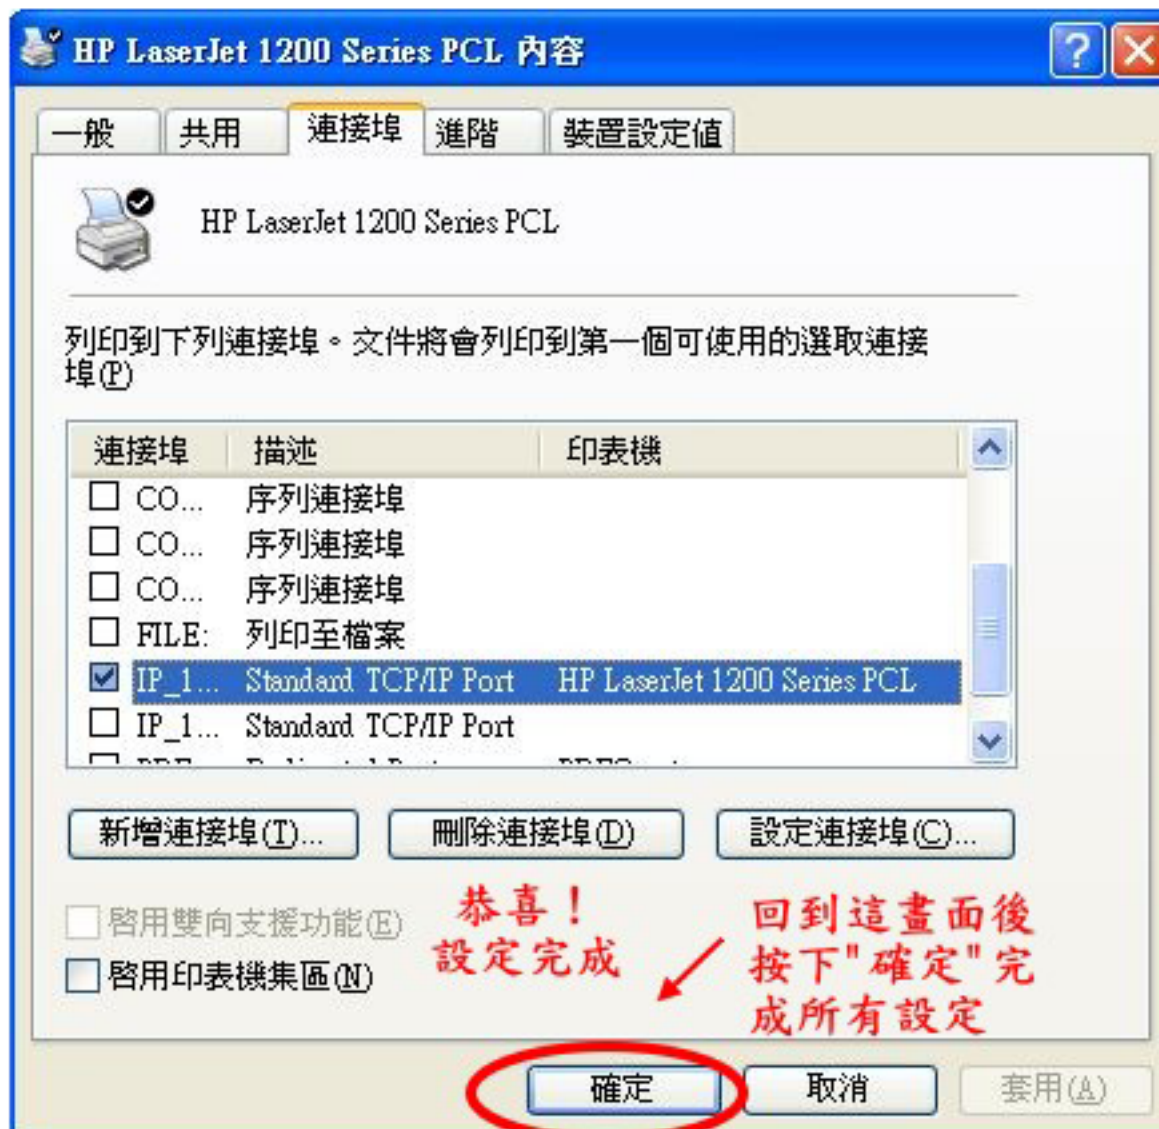 HP LaserJet 1200 Series PCL 內容
一般 共用 連接埠 進階 裝置設定值
HP LaserJet 1200 Series PCL
列印到下列連接埠。文件將會列印到第一個可使用的選取連接
埠(P)
連接埠 描述 印表機
CO... 序列連接埠
CO... 序列連接埠
CO... 序列連接埠
FILE: 列印至檔案
IP_1... Standard TCP/IP Port HP LaserJet 1200 Series PCL
IP_1... Standard TCP/IP Port
新增連接埠(T)... 刪除連接埠(D) 設定連接埠(C)...
啓用雙向支援功能(E)
啓用印表機集區(N)
恭喜！
設定完成
回到這畫面後
按下"確定"完
成所有設定
確定 取消 套用(A)